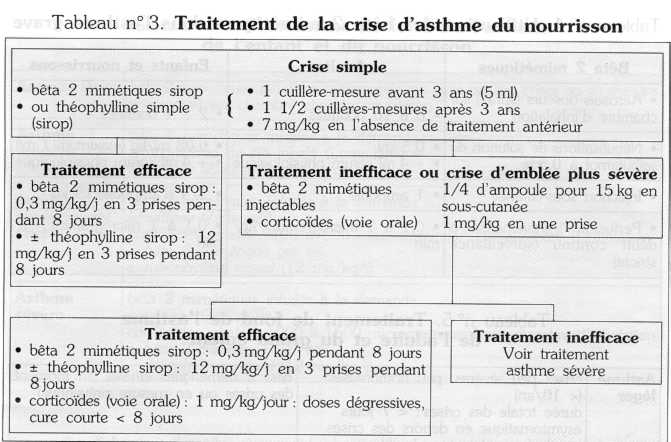 Tableau n° 3. Traitement de la crise d'asthme du nourrisson
Crise simple
• bêta 2 mimétiques sirop
• ou théophylline simple
(sirop)
{ • 1 cuillère-mesure avant 3 ans (5 ml)
• 1 1/2 cuillères-mesures après 3 ans
• 7 mg/kg en l'absence de traitement antérieur
Traitement efficace
• bêta 2 mimétiques sirop :
0,3 mg/kg/j en 3 prises pen-
dant 8 jours
• ± théophylline sirop : 12
mg/kg/j en 3 prises pendant
8 jours
Traitement inefficace ou crise d'emblée plus sévère
• bêta 2 mimétiques injectables
1/4 d'ampoule pour 15 kg en sous-cutanée
• corticoïdes (voie orale) 1 mg/kg en une prise
Traitement efficace
• bêta 2 mimétiques sirop : 0,3 mg/kg/j pendant 8 jours
• ± théophylline sirop : 12 mg/kg/j en 3 prises pendant
8 jours
• corticoïdes (voie orale) : 1 mg/kg/jour : doses dégressives,
cure courte < 8 jours
Traitement inefficace
Voir traitement
asthme sévère